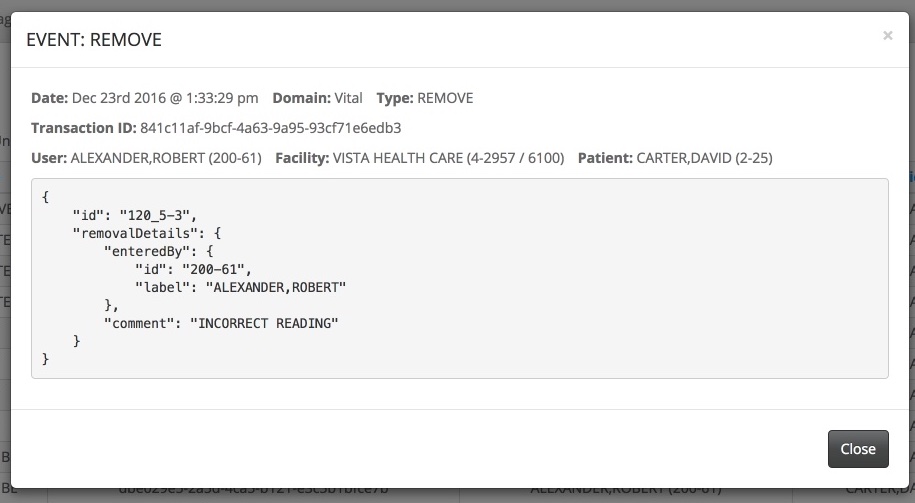 EVENT: REMOVE
×
Date: Dec 23rd 2016 @ 1:33:29 pm Domain: Vital Type: REMOVE
Transaction ID: 841c11af-9bcf-4a63-9a95-93cf71e6edb3
User: ALEXANDER,ROBERT (200-61) Facility: VISTA HEALTH CARE (4-2957 / 6100) Patient: CARTER,DAVID (2-25)
{
"id": "120_5-3",
"removalDetails": {
"enteredBy": {
"id": "200-61",
"label": "ALEXANDER,ROBERT"
},
"comment": "INCORRECT READING"
}
}
Close